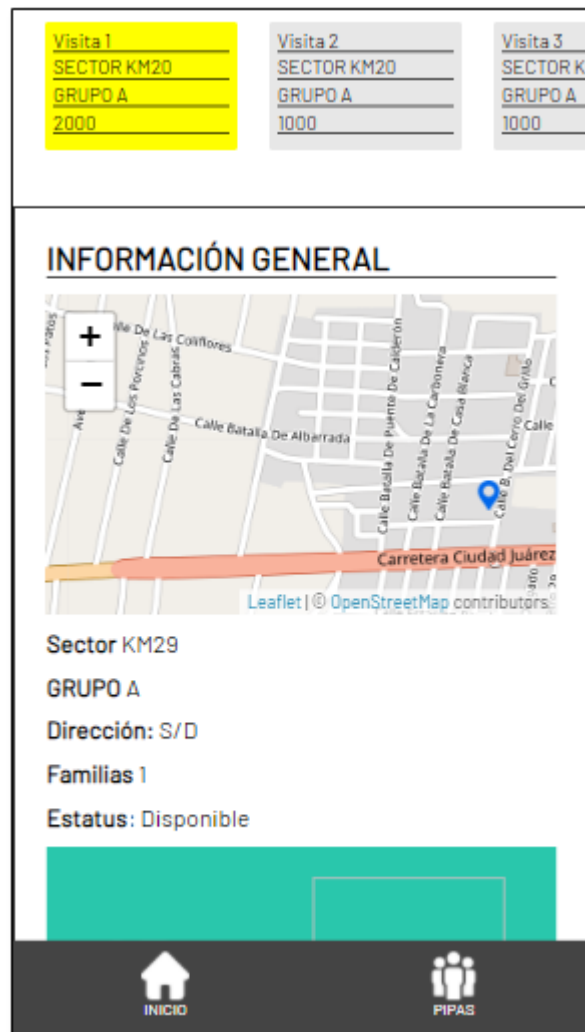 Visita 1
SECTOR KM20
GRUPO A
2000
Visita 2
SECTOR KM20
GRUPO A
1000
Visita 3
SECTOR
GRUPO A
1000
INFORMACIÓN GENERAL
+
−
Calle De Las Coliflores
Calle De Los Porcinos
Calle De Las Cabras
Calle Batalla De Albarrada
Calle Batalla De Puente De Calderón
Calle Batalla De La Carbonera
Calle Batalla De Casa Blanca
Calle B. Del Cerro Del Grillo
Calle
Carretera Ciudad Juárez
Leaflet | © OpenStreetMap contributors
Sector KM29
GRUPO A
Dirección: S/D
Familias 1
Estatus: Disponible
INICIO
PIPAS